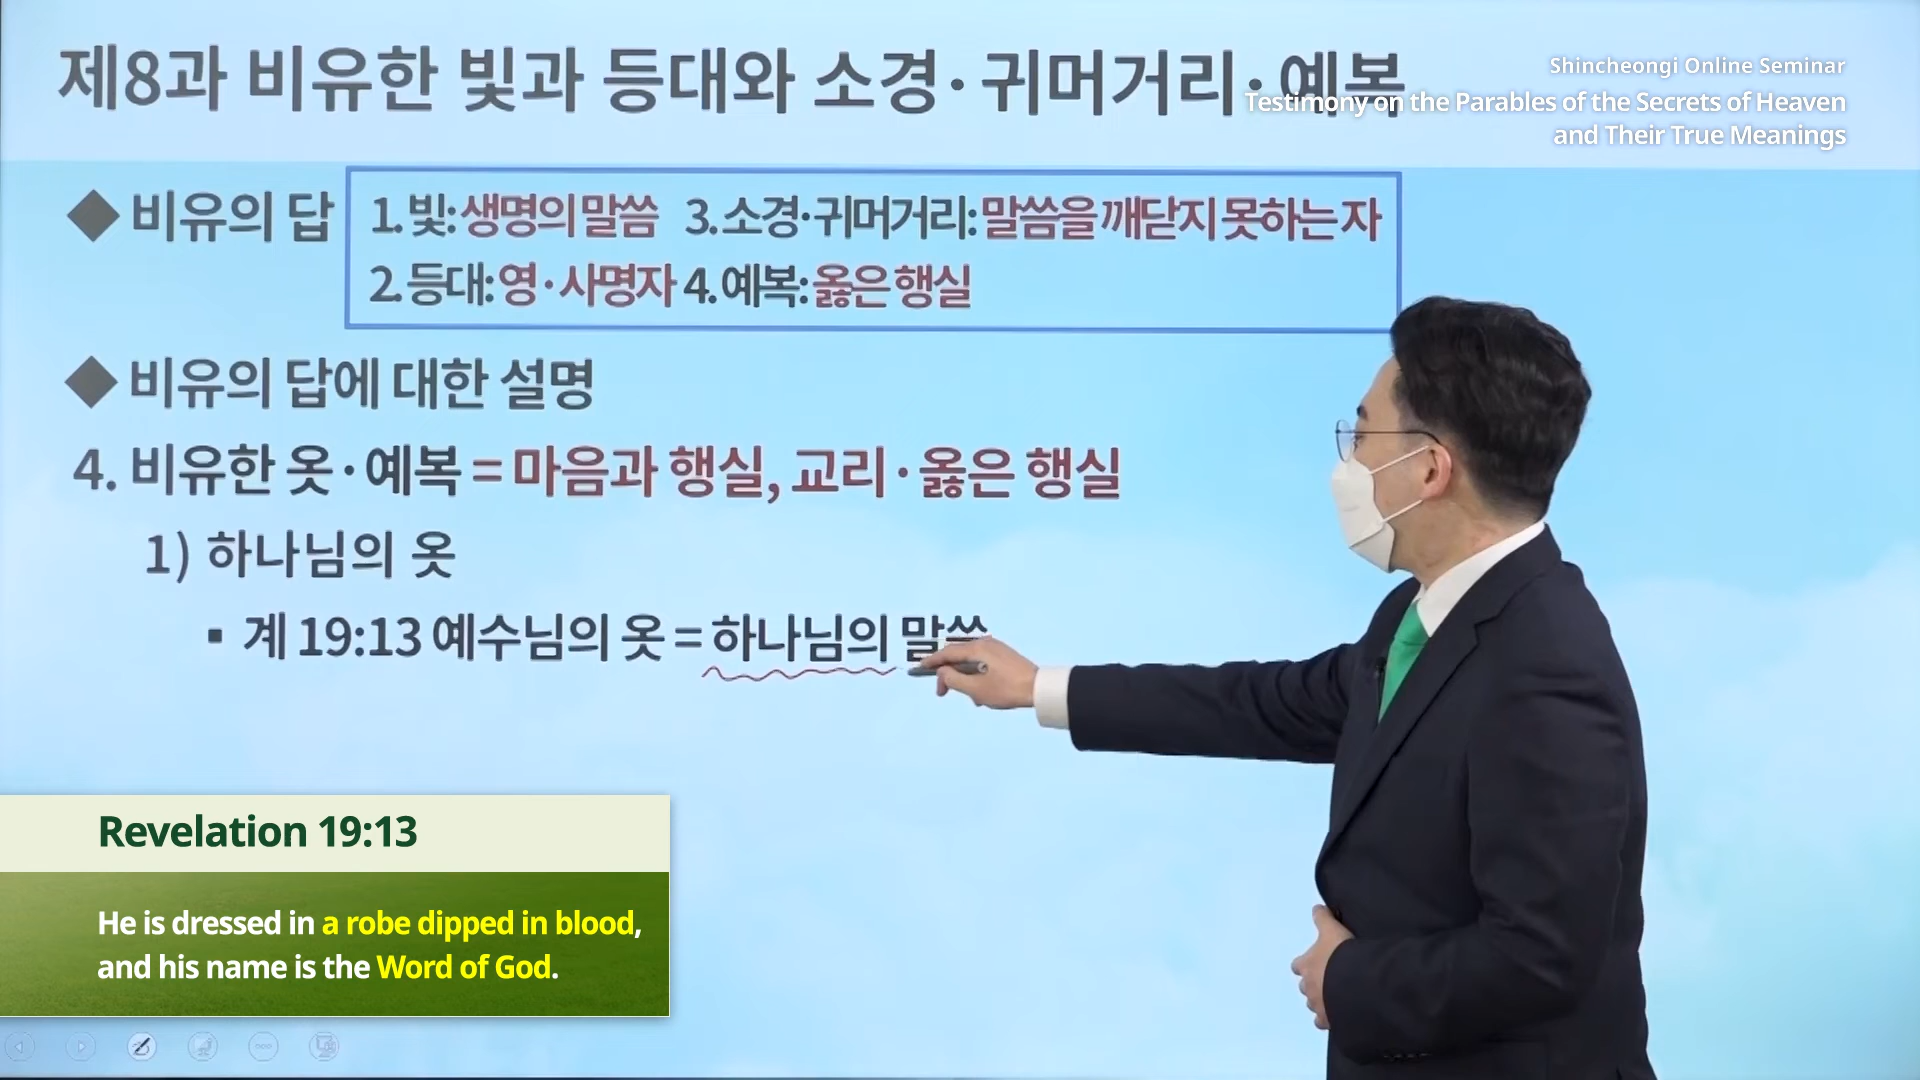 제8과 비유한 빛과 등대와 소경·귀머거리·예복
Shincheongi Online Seminar
Testimony on the Parables of the Secrets of Heaven
and Their True Meanings
◆ 비유의 답
1. 빛: 생명의 말씀 3. 소경·귀머거리: 말씀을 깨닫지 못하는 자
2. 등대: 영·사명자 4. 예복: 옳은 행실
◆ 비유의 답에 대한 설명
4. 비유한 옷·예복 = 마음과 행실, 교리·옳은 행실
1) 하나님의 옷
▪ 계 19:13 예수님의 옷 = 하나님의 말씀
Revelation 19:13
He is dressed in a robe dipped in blood,
and his name is the Word of God.